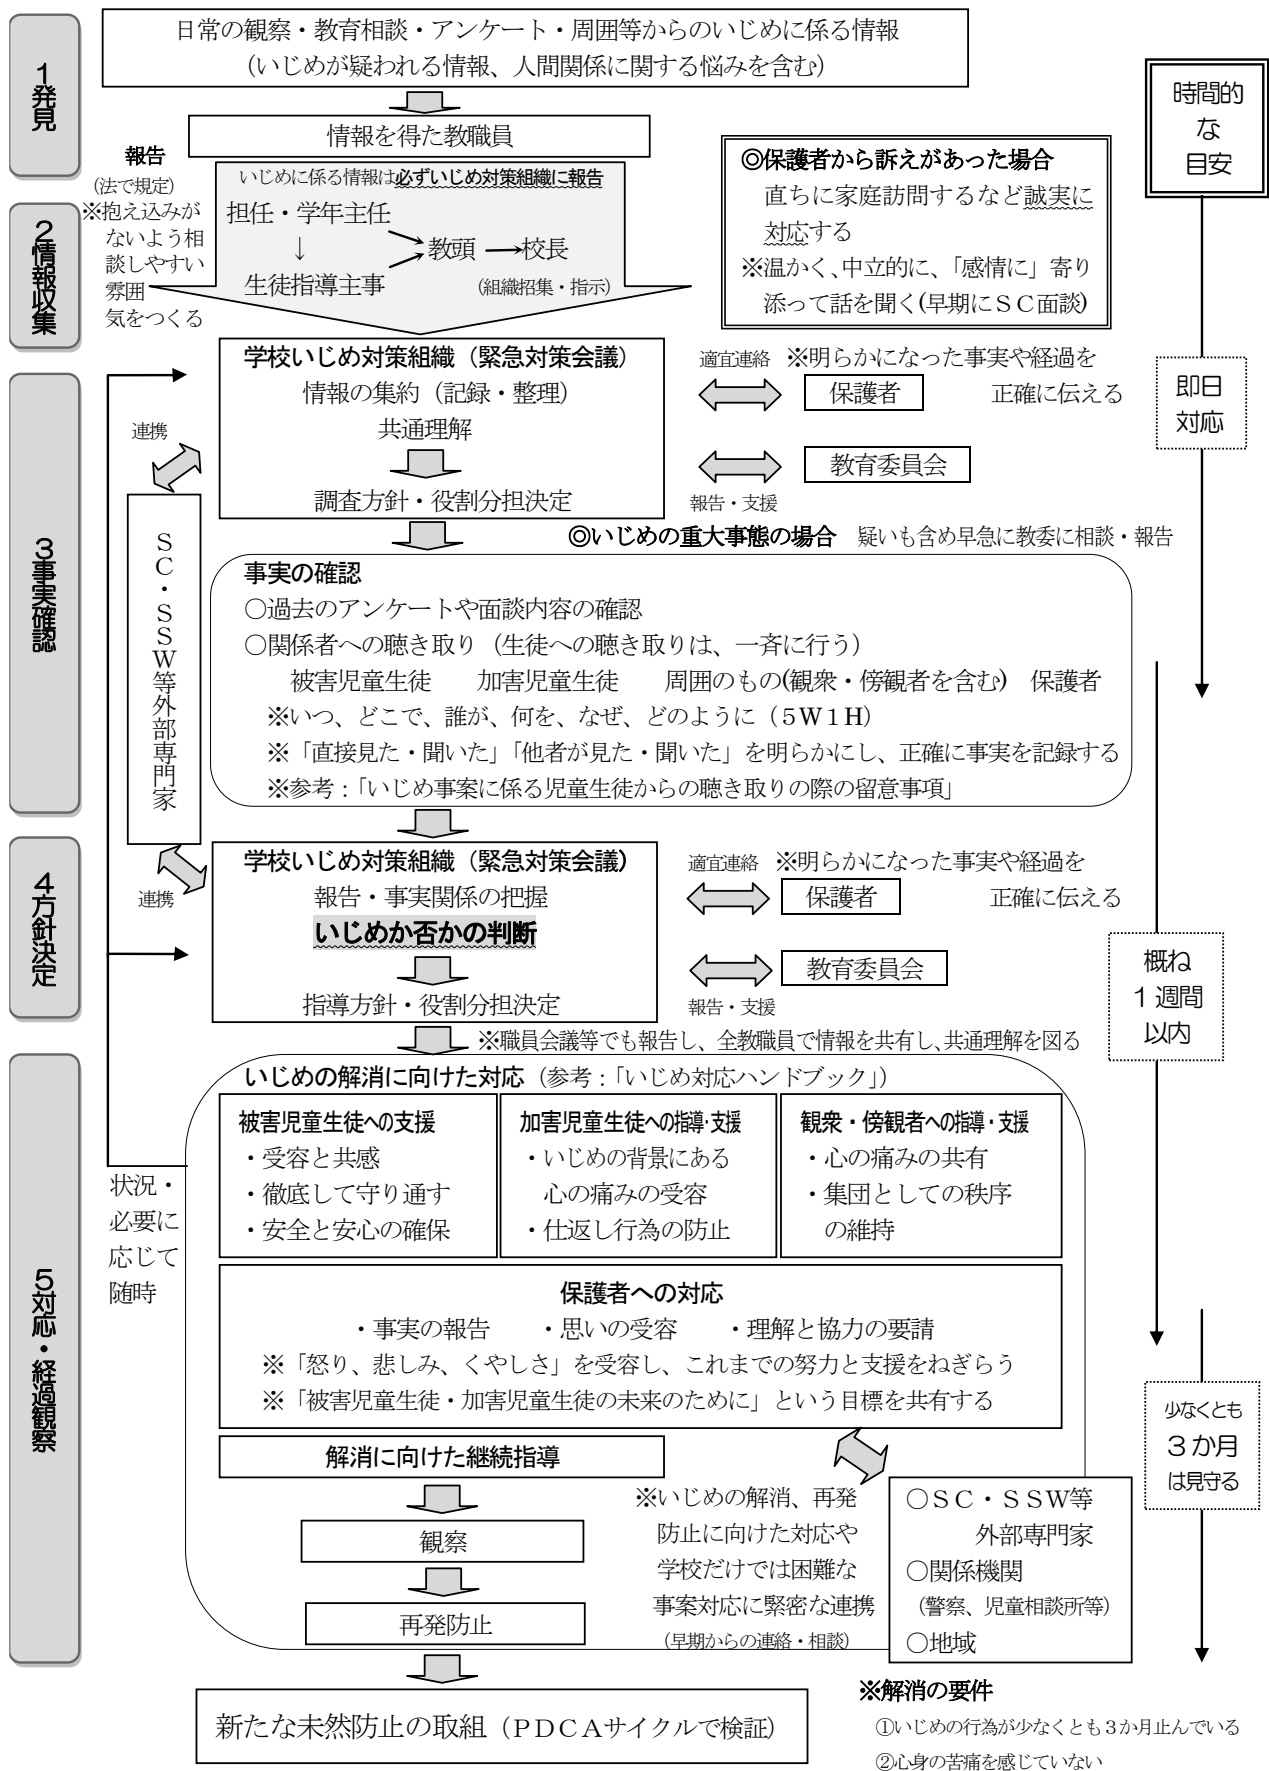 1発見
日常の観察・教育相談・アンケート・周囲等からのいじめに係る情報
(いじめが疑われる情報、人間関係に関する悩みを含む)
情報を得た教職員
時間的
な
目安
報告
(法で規定)
※抱え込みが
ないよう相
談しやすい
雰囲
気をつくる
いじめに係る情報は必ずいじめ対策組織に報告
担任・学年主任
↓
生徒指導主事
教頭
校長
(組織招集・指示)
◎保護者から訴えがあった場合
直ちに家庭訪問するなど誠実に
対応する
※温かく、中立的に、「感情に」寄り
添って話を聞く(早期にＳＣ面談)
2情報収集
即日
対応
3事実確認
学校いじめ対策組織（緊急対策会議）
情報の集約（記録・整理）
共通理解
調査方針・役割分担決定
適宜連絡
※明らかになった事実や経過を
正確に伝える
保護者
教育委員会
報告・支援
連携
ＳＣ・ＳＳＷ等外部専門家
◎いじめの重大事態の場合　疑いも含め早急に教委に相談・報告
事実の確認
○過去のアンケートや面談内容の確認
○関係者への聴き取り（生徒への聴き取りは、一斉に行う）
被害児童生徒　加害児童生徒　周囲のもの(観衆・傍観者を含む)　保護者
※いつ、どこで、誰が、何を、なぜ、どのように（５Ｗ１Ｈ）
※「直接見た・聞いた」「他者が見た・聞いた」を明らかにし、正確に事実を記録する
※参考：「いじめ事案に係る児童生徒からの聴き取りの際の留意事項」
4方針決定
連携
学校いじめ対策組織（緊急対策会議）
報告・事実関係の把握
いじめか否かの判断
指導方針・役割分担決定
適宜連絡
※明らかになった事実や経過を
正確に伝える
保護者
教育委員会
報告・支援
概ね
1週間
以内
※職員会議等でも報告し、全教職員で情報を共有し、共通理解を図る
5対応・経過観察
いじめの解消に向けた対応（参考：「いじめ対応ハンドブック」）
被害児童生徒への支援
・受容と共感
・徹底して守り通す
・安全と安心の確保
加害児童生徒への指導・支援
・いじめの背景にある
心の痛みの受容
・仕返し行為の防止
観衆・傍観者への指導・支援
・心の痛みの共有
・集団としての秩序
の維持
状況・
必要に
応じて
随時
保護者への対応
・事実の報告　・思いの受容　・理解と協力の要請
※「怒り、悲しみ、くやしさ」を受容し、これまでの努力と支援をねぎらう
※「被害児童生徒・加害児童生徒の未来のために」という目標を共有する
少なくとも
３か月
は見守る
解消に向けた継続指導
観察
再発防止
※いじめの解消、再発
防止に向けた対応や
学校だけでは困難な
事案対応に緊密な連携
(早期からの連絡・相談)
○ＳＣ・ＳＳＷ等
外部専門家
○関係機関
(警察、児童相談所等)
○地域
新たな未然防止の取組（ＰＤＣＡサイクルで検証）
※解消の要件
①いじめの行為が少なくとも３か月止んでいる
②心身の苦痛を感じていない